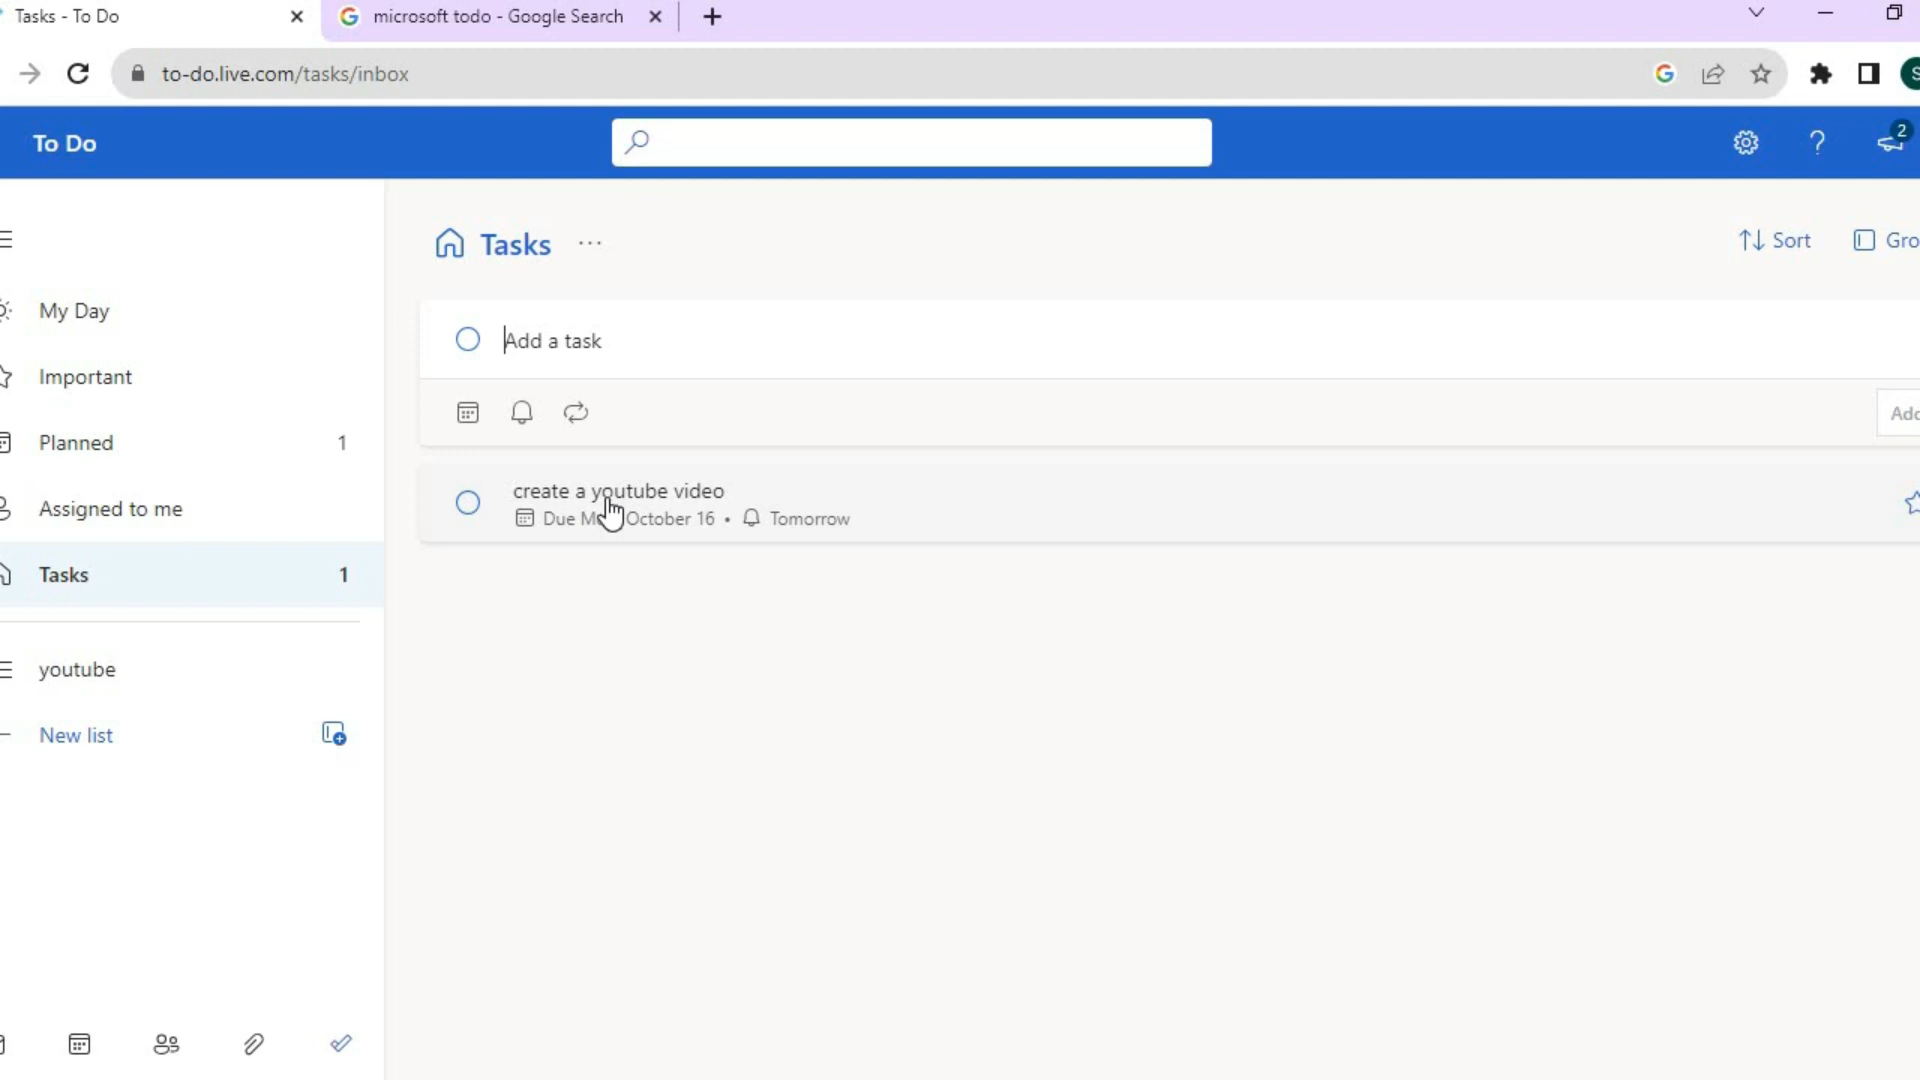 Tasks - To Do
microsoft todo - Google Search
to-do.live.com/tasks/inbox
To Do
2
Tasks
Sort
Gro
My Day
Add a task
Important
Planned 1
Add
create a youtube video
Due October 16 • Tomorrow
Assigned to me
Tasks 1
youtube
New list